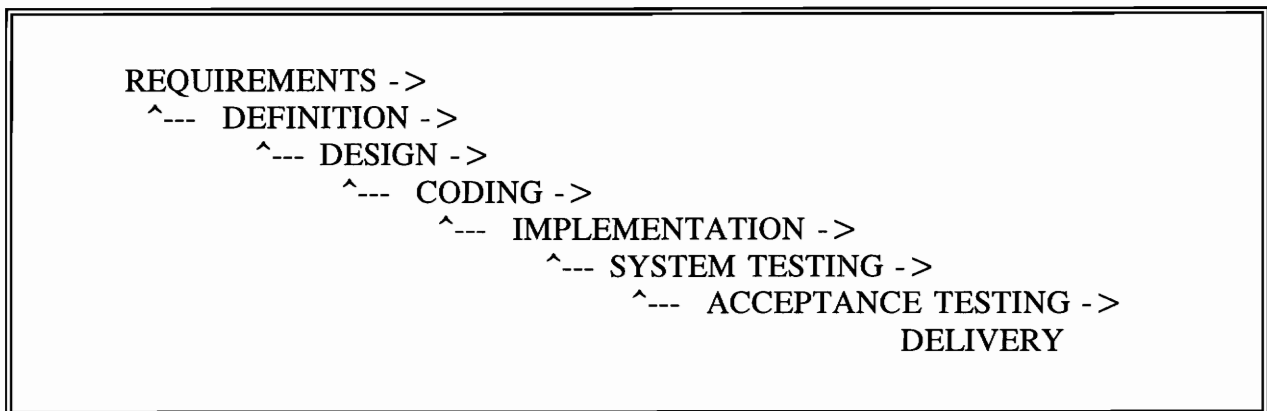 REQUIREMENTS ->
^--- DEFINITION ->
^--- DESIGN ->
^--- CODING ->
^--- IMPLEMENTATION ->
^--- SYSTEM TESTING ->
^--- ACCEPTANCE TESTING ->
DELIVERY